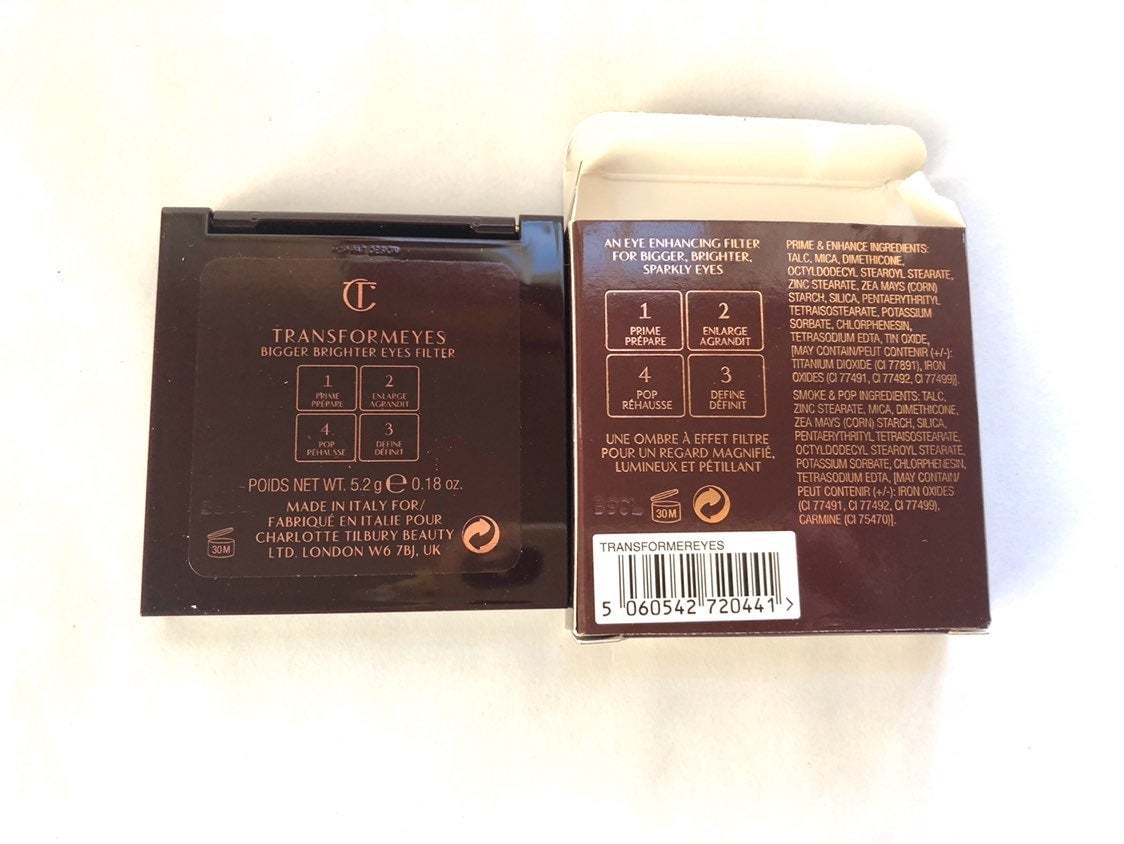 CT
TRANSFORMEYES
BIGGER BRIGHTER EYES FILTER
1
PRIME
PRÉPARE
2
ENLARGE
AGRANDIT
4
POP
RÉHAUSSE
3
DEFINE
DÉFINIT
POIDS NET WT. 5.2 g e 0.18 oz.
MADE IN ITALY FOR/
FABRIQUÉ EN ITALIE POUR
CHARLOTTE TILBURY BEAUTY
LTD. LONDON W6 7BJ, UK
30M
AN EYE ENHANCING FILTER
FOR BIGGER, BRIGHTER,
SPARKLY EYES
1
PRIME
PRÉPARE
2
ENLARGE
AGRANDIT
4
POP
RÉHAUSSE
3
DEFINE
DÉFINIT
UNE OMBRE À EFFET FILTRE
POUR UN REGARD MAGNIFIÉ,
LUMINEUX ET PÉTILLANT
30M
TRANSFORMEREYES
5 060542 720441 >
PRIME & ENHANCE INGREDIENTS:
TALC, MICA, DIMETHICONE,
OCTYLDODECYL STEAROYL STEARATE,
ZINC STEARATE, ZEA MAYS (CORN)
STARCH, SILICA, PENTAERYTHRITYL
TETRAISOSTEARATE, POTASSIUM
SORBATE, CHLORPHENESIN,
TETRASODIUM EDTA, TIN OXIDE,
[MAY CONTAIN/PEUT CONTENIR (+/-):
TITANIUM DIOXIDE (CI 77891), IRON
OXIDES (CI 77491, CI 77492, CI 77499)].
SMOKE & POP INGREDIENTS: TALC,
ZINC STEARATE, MICA, DIMETHICONE,
ZEA MAYS (CORN) STARCH, SILICA,
PENTAERYTHRITYL TETRAISOSTEARATE,
OCTYLDODECYL STEAROYL STEARATE,
POTASSIUM SORBATE, CHLORPHENESIN,
TETRASODIUM EDTA, [MAY CONTAIN/
PEUT CONTENIR (+/-): IRON OXIDES
(CI 77491, CI 77492, CI 77499),
CARMINE (CI 75470)].